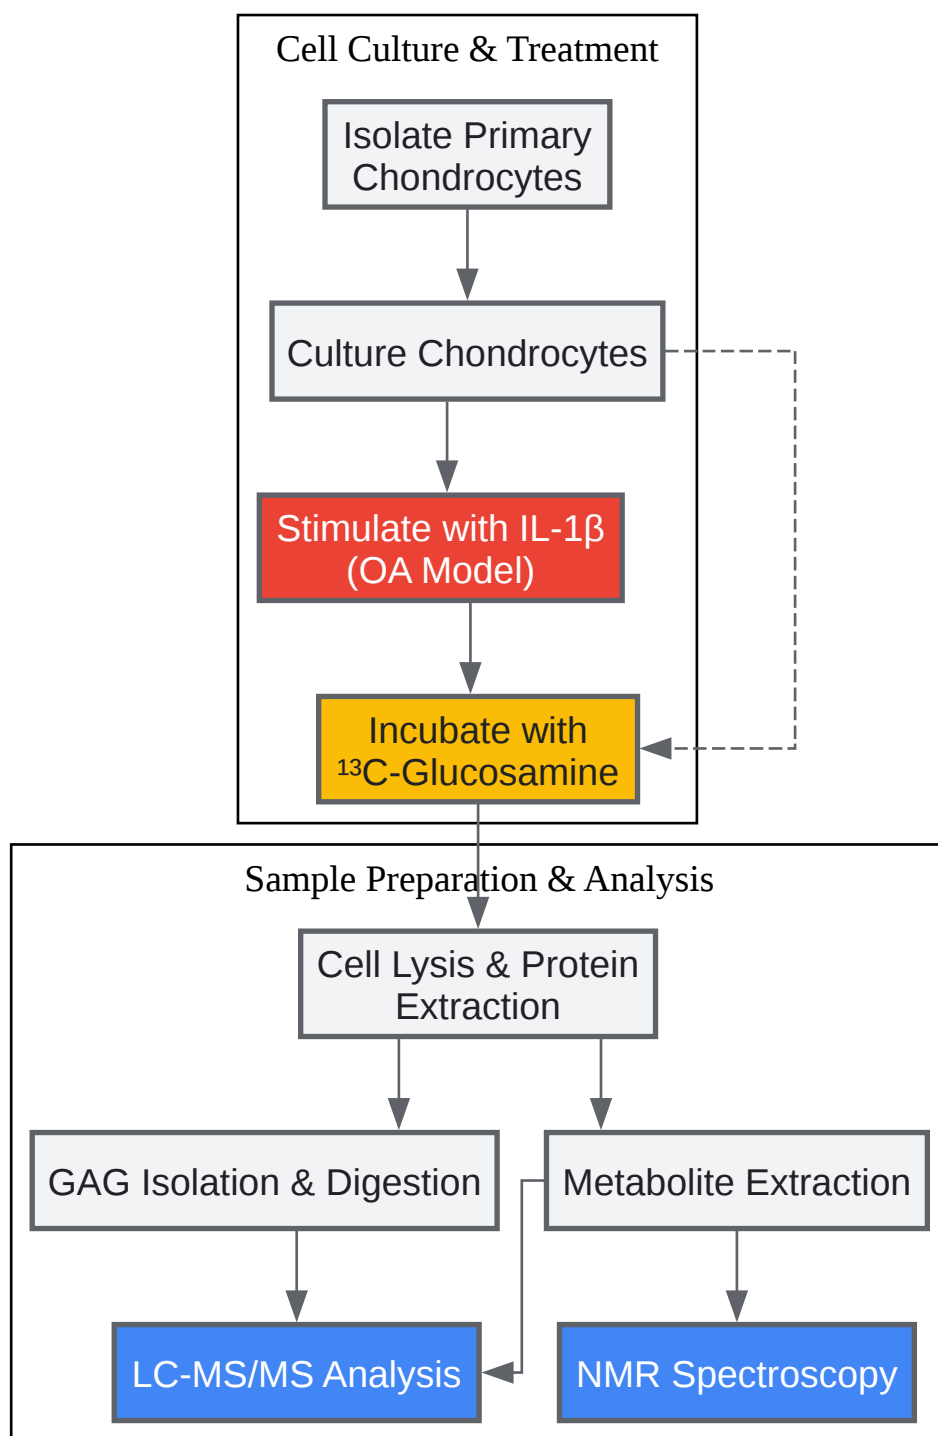 Cell Culture & Treatment
Isolate Primary
Chondrocytes
Culture Chondrocytes
Stimulate with IL-1β
(OA Model)
Incubate with
¹³C-Glucosamine
Sample Preparation & Analysis
Cell Lysis & Protein
Extraction
GAG Isolation & Digestion
Metabolite Extraction
LC-MS/MS Analysis
NMR Spectroscopy